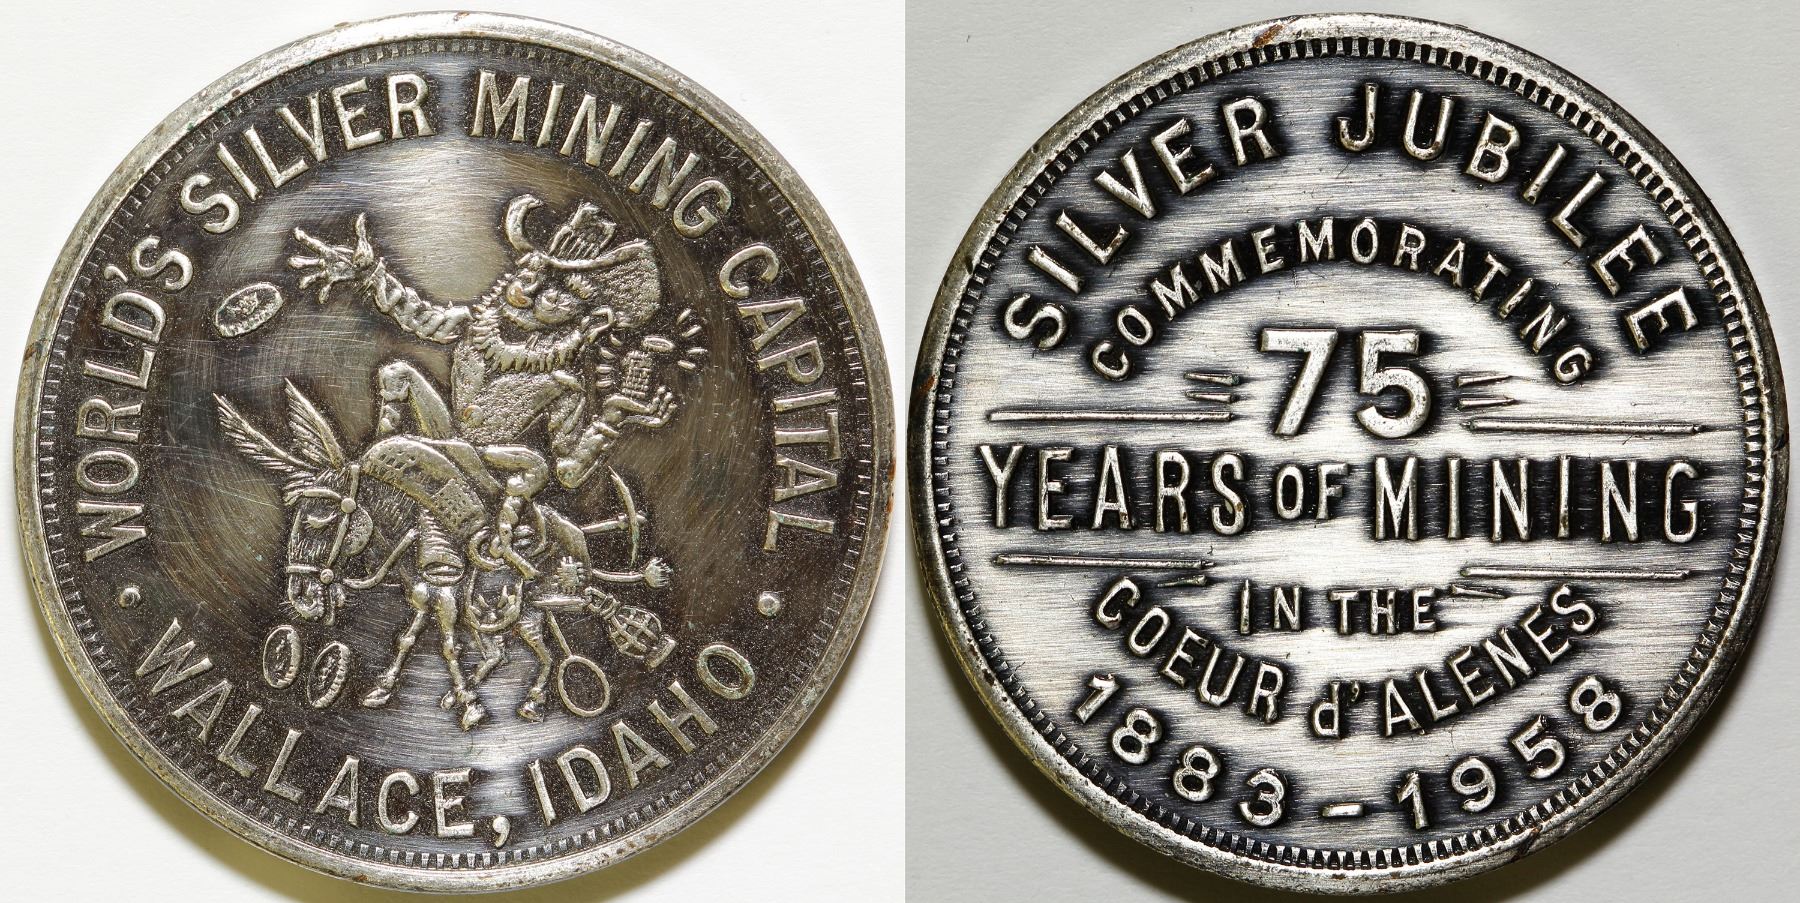 WORLD'S SILVER MINING CAPITAL
• WALLACE, IDAHO •
SILVER JUBILEE
COMMEMORATING
75
YEARS OF MINING
IN THE
COEUR d'ALENES
1883-1958